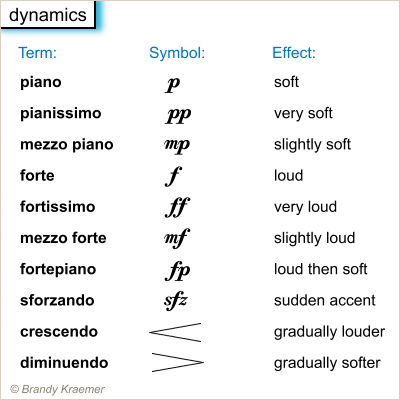 dynamics
Term: Symbol: Effect:
piano p soft
pianissimo pp very soft
mezzo piano mp slightly soft
forte f loud
fortissimo ff very loud
mezzo forte mf slightly loud
fortepiano fp loud then soft
sforzando sfz sudden accent
crescendo gradually louder
diminuendo gradually softer
© Brandy Kraemer